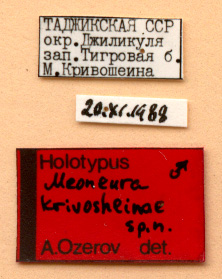 ТАДЖИКСКАЯ ССР
окр. Джиликуля
зап. Тигровая б.
М. Кривошеина
20.XI.1988
Holotypus ♂
Meoneura
krivosheinae
sp.n.
A.Ozerov det.